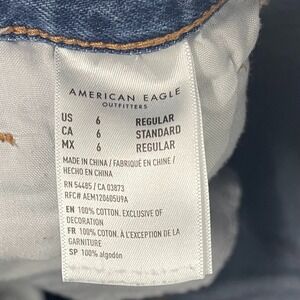 AMERICAN EAGLE
OUTFITTERS
US 6 REGULAR
CA 6 STANDARD
MX 6 REGULAR
MADE IN CHINA / FABRIQUÉ EN CHINE /
HECHO EN CHINA
RN 54485 / CA 03873
RFC# AEM120605U9A
EN 100% COTTON. EXCLUSIVE OF
DECORATION
FR 100% COTON. À L'EXCEPTION DE LA
GARNITURE
SP 100% algodón